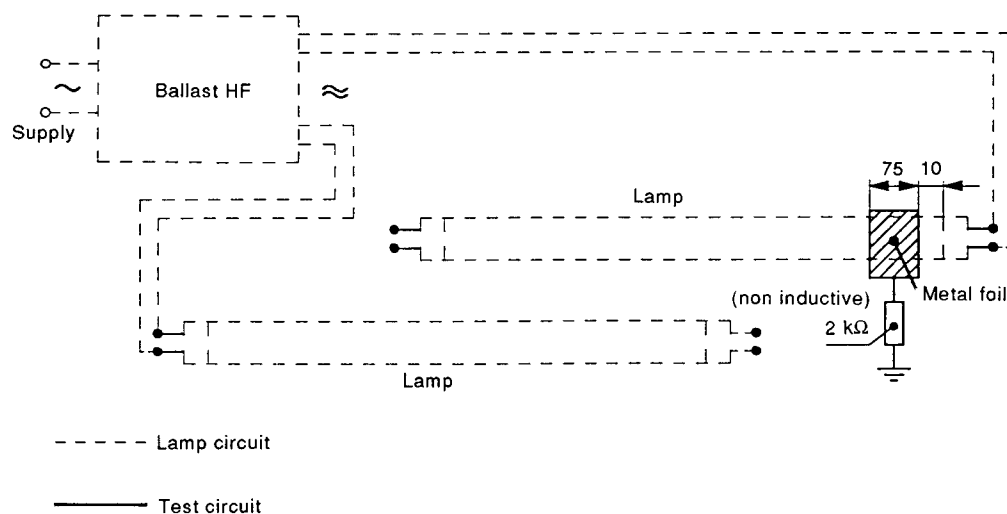 Ballast HF
Supply
75 10
Lamp
Metal foil
(non inductive)
2 kΩ
Lamp
Lamp circuit
Test circuit